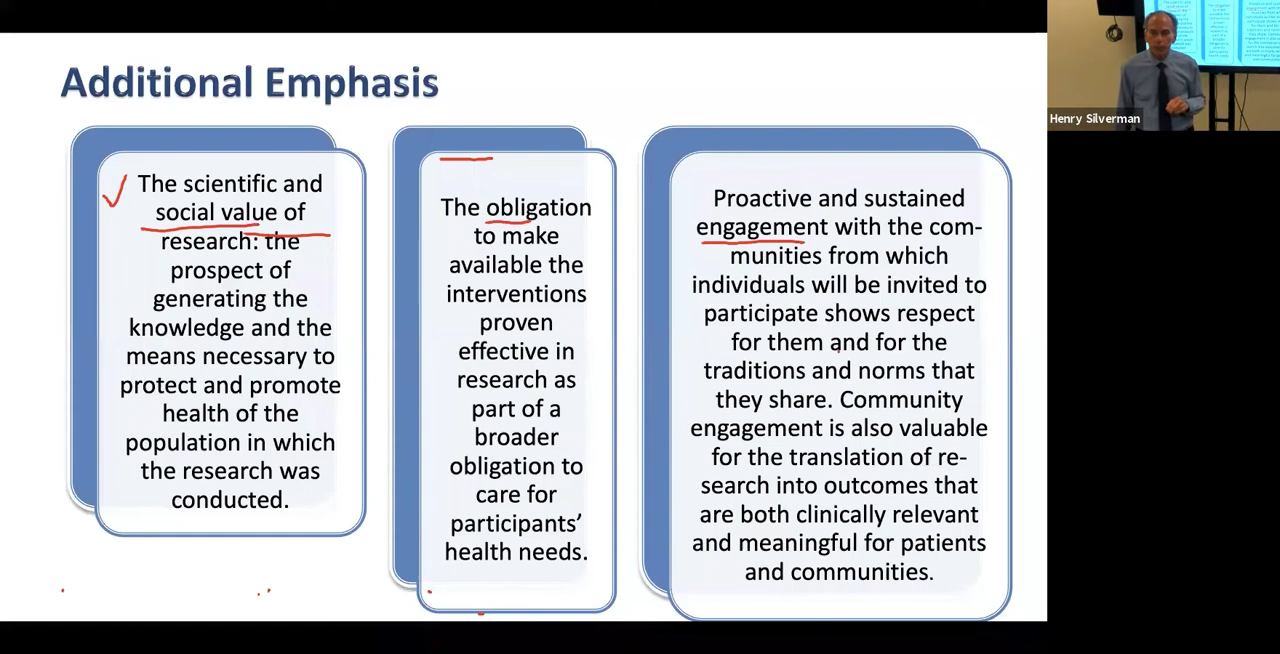 Additional Emphasis
The scientific and
social value of
research: the
prospect of
generating the
knowledge and the
means necessary to
protect and promote
health of the
population in which
the research was
conducted.
The obligation
to make
available the
interventions
proven
effective in
research as
part of a
broader
obligation to
care for
participants’
health needs.
Proactive and sustained
engagement with the com-
munities from which
individuals will be invited to
participate shows respect
for them and for the
traditions and norms that
they share. Community
engagement is also valuable
for the translation of re-
search into outcomes that
are both clinically relevant
and meaningful for patients
and communities.
Henry Silverman